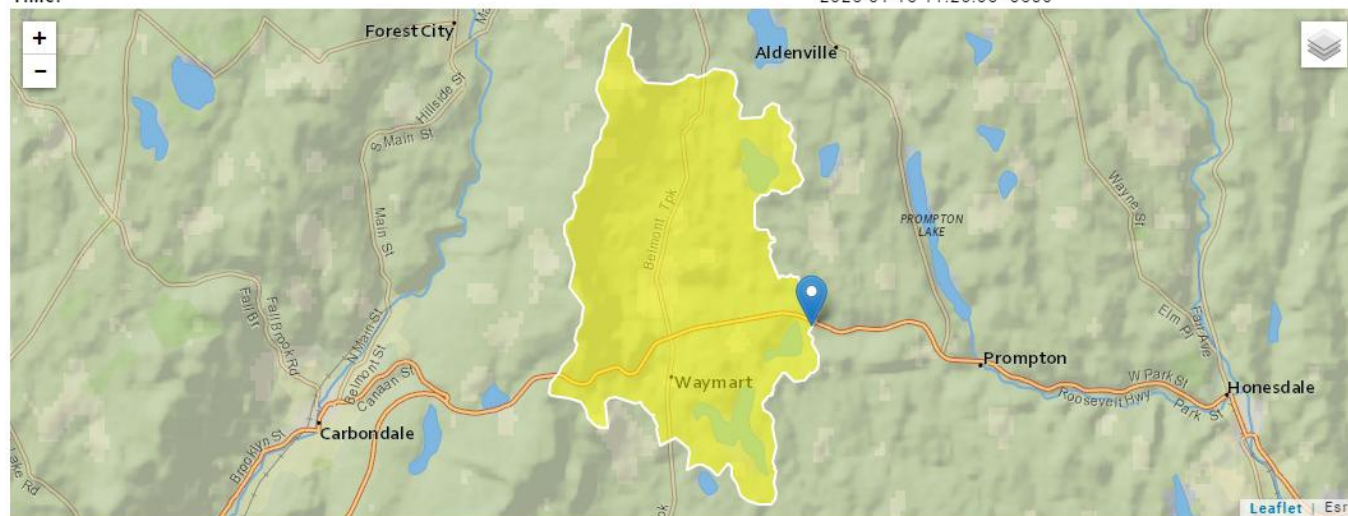 +
−
Forest City
Aldenville
Hillside St
S Main St
Main St
Belmont Tpk
PROMPTON
LAKE
Wayne St
Fall Br
Fall Brook Rd
N Main St
Belmont St
Canaan St
Elm Pl
Fair Ave
Prompton
W Park St
Waymart
Roosevelt Hwy
Park St
Honesdale
Carbondale
Brooklyn St
Lake Rd
Leaflet | Esr